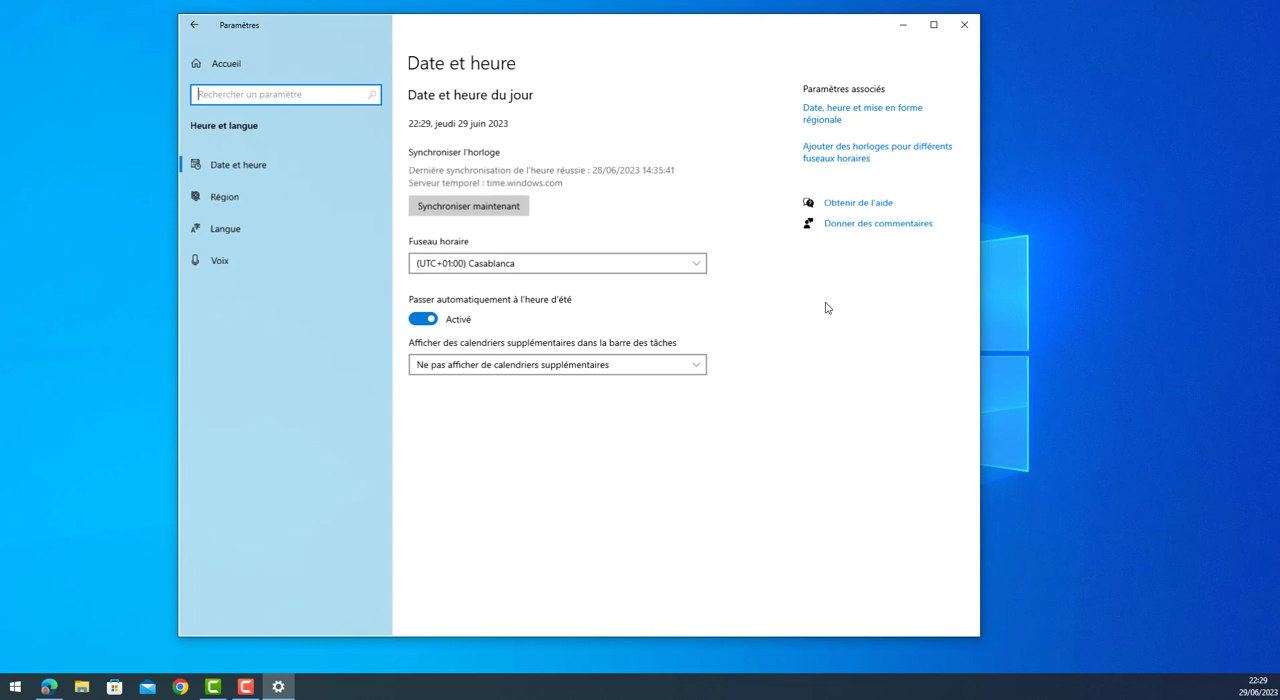 Paramètres
Accueil
Rechercher un paramètre
Heure et langue
Date et heure
Région
Langue
Voix
Date et heure
Date et heure du jour
22:29, jeudi 29 juin 2023
Synchroniser l'horloge
Dernière synchronisation de l'heure réussie : 28/06/2023 14:35:41
Serveur temporel : time.windows.com
Synchroniser maintenant
Fuseau horaire
(UTC+01:00) Casablanca
Passer automatiquement à l'heure d'été
Activé
Afficher des calendriers supplémentaires dans la barre des tâches
Ne pas afficher de calendriers supplémentaires
Paramètres associés
Date, heure et mise en forme
régionale
Ajouter des horloges pour différents
fuseaux horaires
Obtenir de l'aide
Donner des commentaires
22:29
29/06/2023